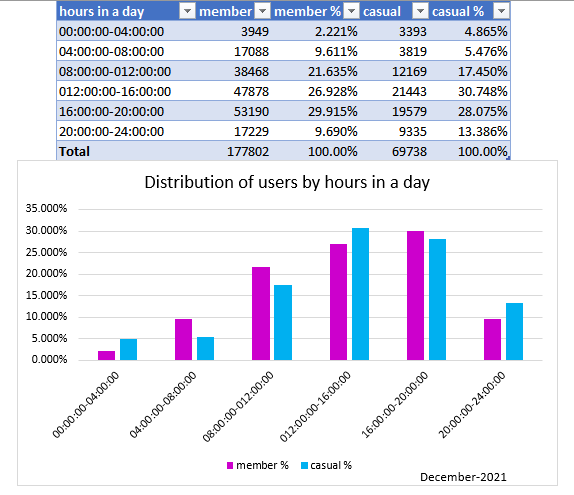 hours in a day member member % casual casual %
00:00:00-04:00:00 3949 2.221% 3393 4.865%
04:00:00-08:00:00 17088 9.611% 3819 5.476%
08:00:00-012:00:00 38468 21.635% 12169 17.450%
012:00:00-16:00:00 47878 26.928% 21443 30.748%
16:00:00-20:00:00 53190 29.915% 19579 28.075%
20:00:00-24:00:00 17229 9.690% 9335 13.386%
Total 177802 100.00% 69738 100.00%
Distribution of users by hours in a day
35.000%
30.000%
25.000%
20.000%
15.000%
10.000%
5.000%
0.000%
00:00:00-04:00:00
04:00:00-08:00:00
08:00:00-012:00:00
012:00:00-16:00:00
16:00:00-20:00:00
20:00:00-24:00:00
member % casual %
December-2021